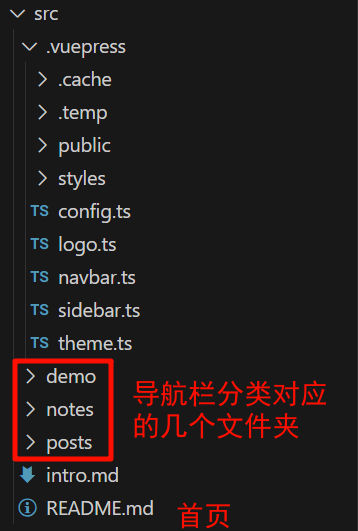 src
.vuepress
.cache
.temp
public
styles
TS config.ts
TS logo.ts
TS navbar.ts
TS sidebar.ts
TS theme.ts
demo
notes
posts
导航栏分类对应
的几个文件夹
intro.md
README.md
首页